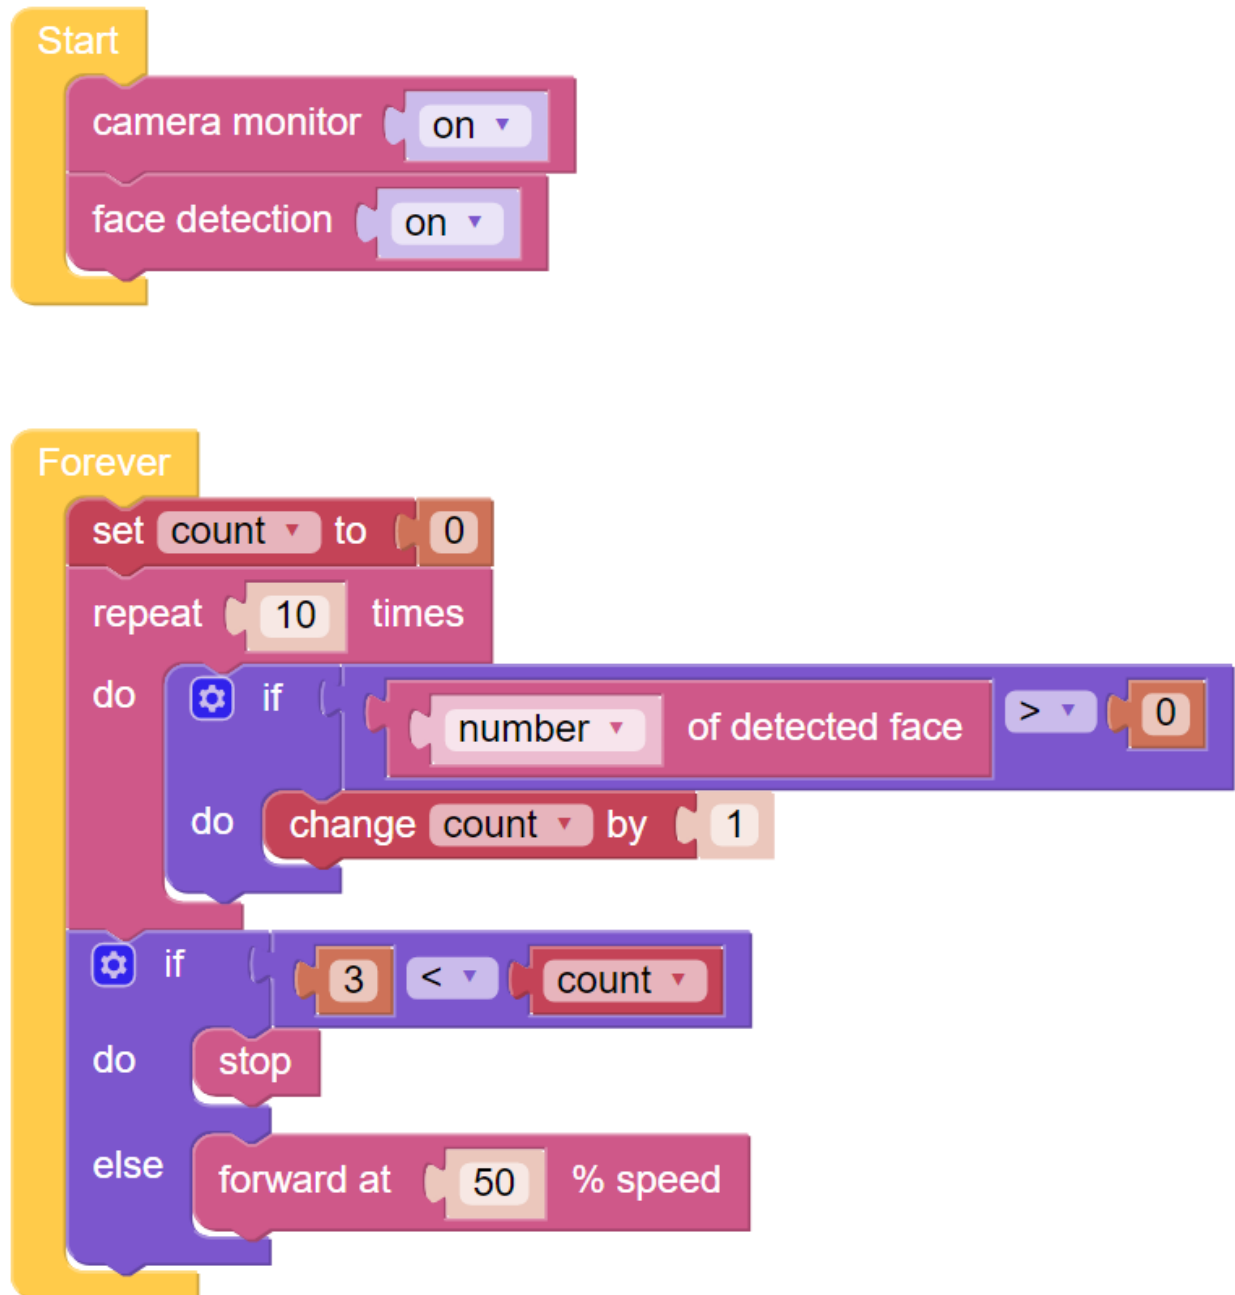 Start
camera monitor on
face detection on
Forever
set count to 0
repeat 10 times
do if number of detected face > 0
do change count by 1
if 3 < count
do stop
else forward at 50 % speed